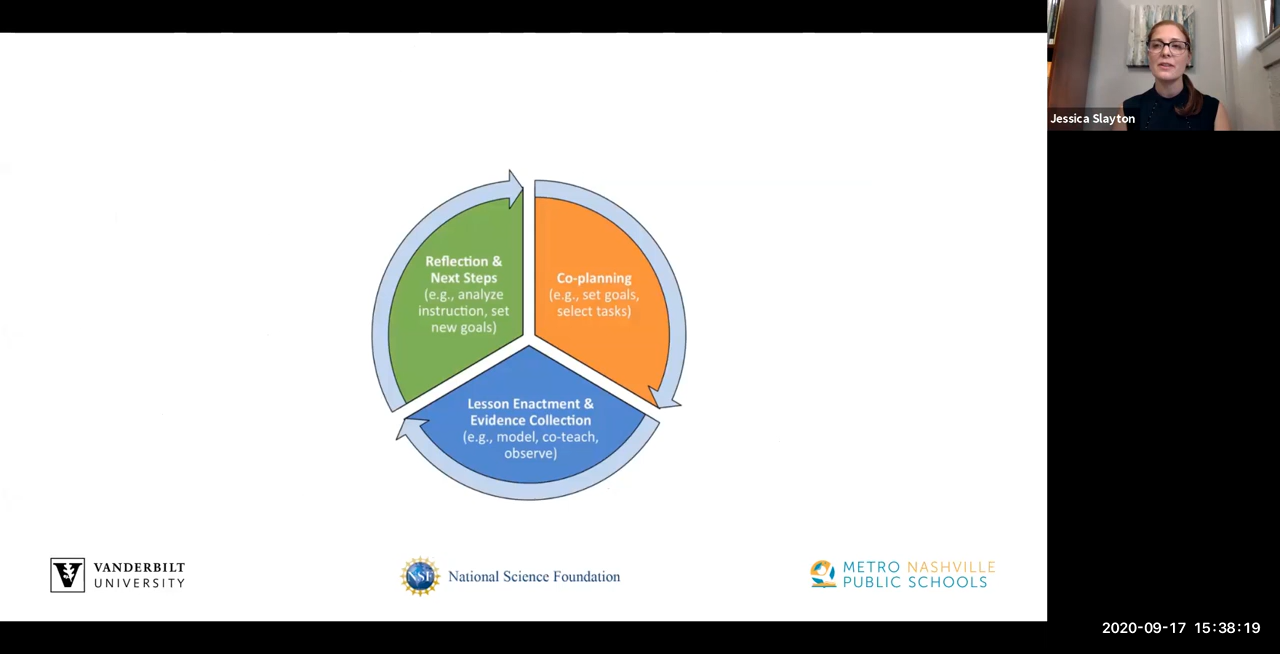 Jessica Slayton
Reflection &
Next Steps
(e.g., analyze
instruction, set
new goals)
Co-planning
(e.g., set goals,
select tasks)
Lesson Enactment &
Evidence Collection
(e.g., model, co-teach,
observe)
V
VANDERBILT
UNIVERSITY
NSF
National Science Foundation
METRO NASHVILLE
PUBLIC SCHOOLS
2020-09-17 15:38:19